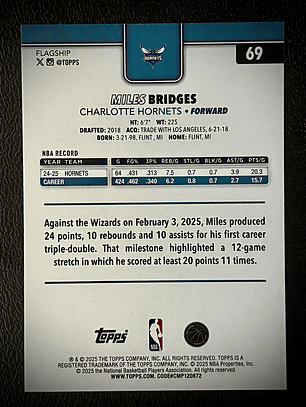 FLAGSHIP
@TOPPS
HORNETS
69
MILES BRIDGES
CHARLOTTE HORNETS • FORWARD
HT: 6'7" WT: 225
DRAFTED: 2018 ACQ: TRADE WITH LOS ANGELES, 6-21-18
BORN: 3-21-98, FLINT, MI HOME: FLINT, MI
NBA RECORD
YEAR TEAM G FG% 3P% REB/G STL/G BLK/G AST/G PTS/G
24-25 HORNETS 64 .431 .313 7.5 0.7 0.7 3.9 20.3
CAREER 424 .462 .340 6.2 0.8 0.7 2.7 15.7
Against the Wizards on February 3, 2025, Miles produced
24 points, 10 rebounds and 10 assists for his first career
triple-double. That milestone highlighted a 12-game
stretch in which he scored at least 20 points 11 times.
Topps
NBA
® & © 2025 THE TOPPS COMPANY, INC. ALL RIGHTS RESERVED. TOPPS IS A
REGISTERED TRADEMARK OF THE TOPPS COMPANY, INC. © 2025 NBA Properties, Inc.
© 2025 the National Basketball Players Association. All rights reserved.
WWW.TOPPS.COM. CODE#CMP120872